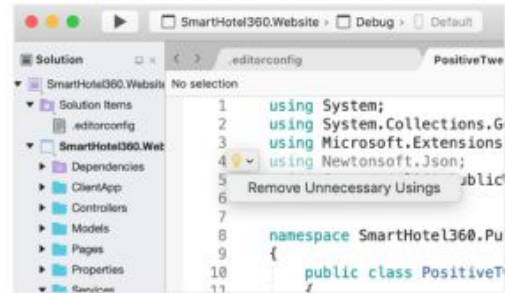 SmartHotel360.Website › Debug › Default
Solution
.editorconfig
PositiveTwe
SmartHotel360.Website
No selection
Solution Items
.editorconfig
SmartHotel360.Web
Dependencies
ClientApp
Controllers
Models
Pages
Properties
Services
1 using System;
2 using System.Collections.G
3 using Microsoft.Extensions
4 using Newtonsoft.Json;
5
Remove Unnecessary Usings
6
7
8 namespace SmartHotel360.Pu
9 {
10 public class PositiveTw
11 {